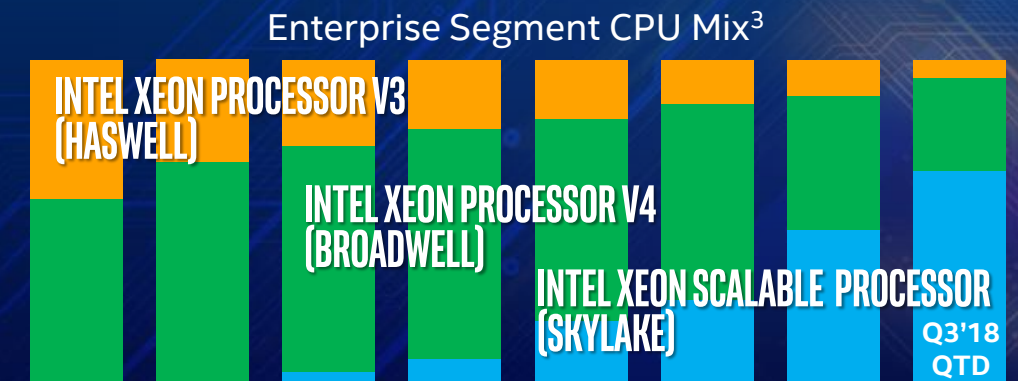 Enterprise Segment CPU Mix³
INTEL XEON PROCESSOR V3
(HASWELL)
INTEL XEON PROCESSOR V4
(BROADWELL)
INTEL XEON SCALABLE PROCESSOR
(SKYLAKE)
Q3’18
QTD